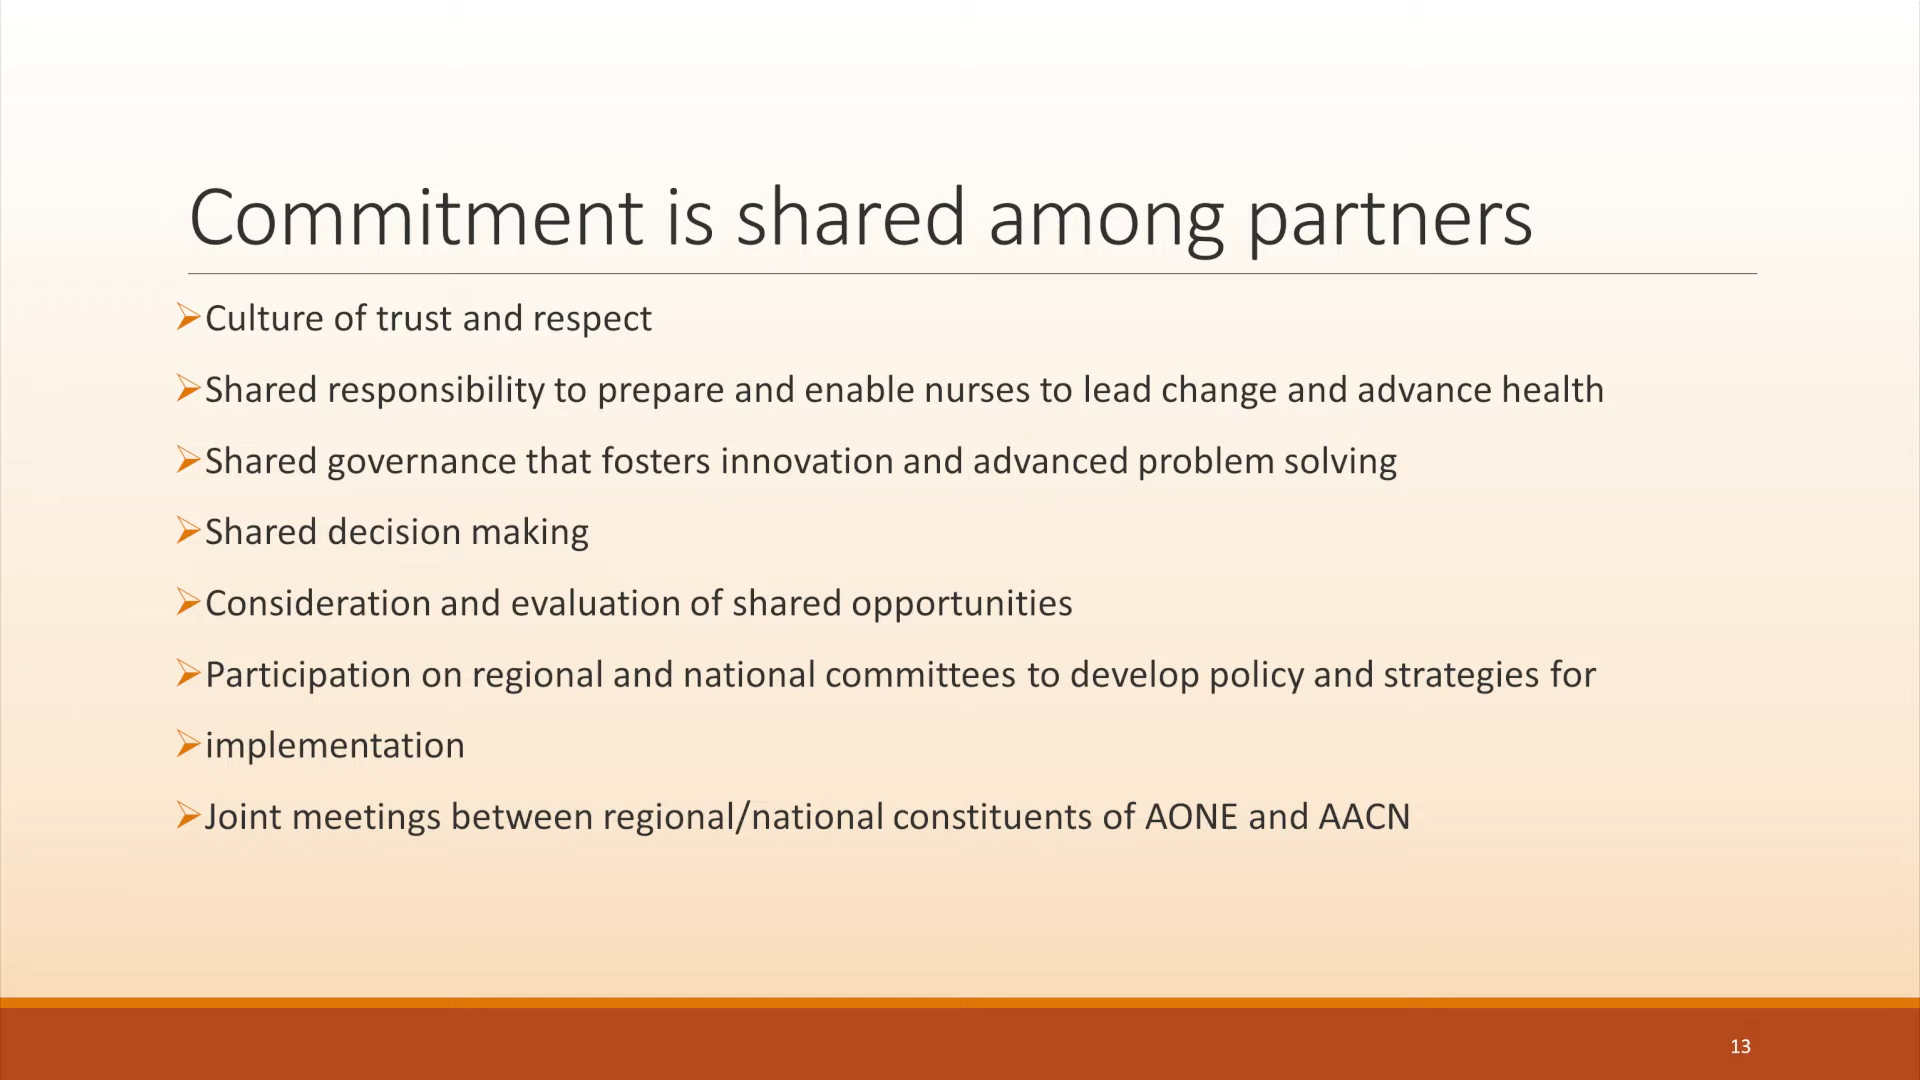 Commitment is shared among partners
➢Culture of trust and respect
➢Shared responsibility to prepare and enable nurses to lead change and advance health
➢Shared governance that fosters innovation and advanced problem solving
➢Shared decision making
➢Consideration and evaluation of shared opportunities
➢Participation on regional and national committees to develop policy and strategies for
➢implementation
➢Joint meetings between regional/national constituents of AONE and AACN
13